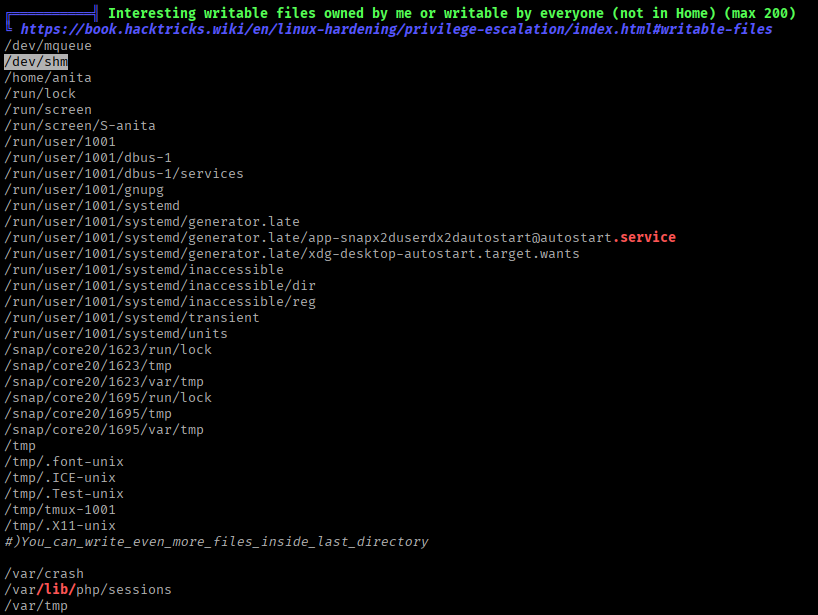 ╔══════════╣ Interesting writable files owned by me or writable by everyone (not in Home) (max 200)
╚ https://book.hacktricks.wiki/en/linux-hardening/privilege-escalation/index.html#writable-files
/dev/mqueue
/dev/shm
/home/anita
/run/lock
/run/screen
/run/screen/S-anita
/run/user/1001
/run/user/1001/dbus-1
/run/user/1001/dbus-1/services
/run/user/1001/gnupg
/run/user/1001/systemd
/run/user/1001/systemd/generator.late
/run/user/1001/systemd/generator.late/app-snapx2duserdx2dautostart@autostart.service
/run/user/1001/systemd/generator.late/xdg-desktop-autostart.target.wants
/run/user/1001/systemd/inaccessible
/run/user/1001/systemd/inaccessible/dir
/run/user/1001/systemd/inaccessible/reg
/run/user/1001/systemd/transient
/run/user/1001/systemd/units
/snap/core20/1623/run/lock
/snap/core20/1623/tmp
/snap/core20/1623/var/tmp
/snap/core20/1695/run/lock
/snap/core20/1695/tmp
/snap/core20/1695/var/tmp
/tmp
/tmp/.font-unix
/tmp/.ICE-unix
/tmp/.Test-unix
/tmp/tmux-1001
/tmp/.X11-unix
#)You_can_write_even_more_files_inside_last_directory
/var/crash
/var/lib/php/sessions
/var/tmp